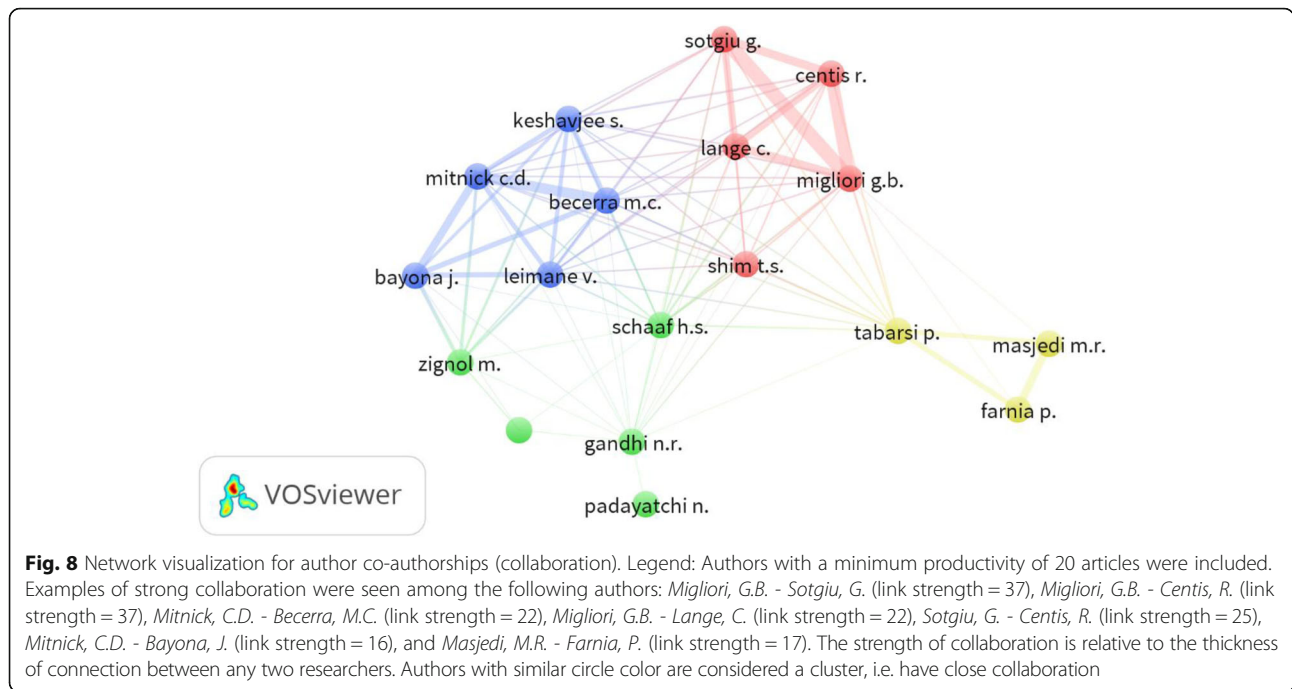 sotgiu g.
centis r.
keshavjee s.
lange c.
mitnick c.d.
migliori g.b.
becerra m.c.
bayona j.
leimane v.
shim t.s.
schaaf h.s.
tabarsi p.
masjedi m.r.
zignol m.
farnia p.
gandhi n.r.
VOSviewer
padayatchi n.
Fig. 8 Network visualization for author co-authorships (collaboration). Legend: Authors with a minimum productivity of 20 articles were included.
Examples of strong collaboration were seen among the following authors: Migliori, G.B. - Sotgiu, G. (link strength = 37), Migliori, G.B. - Centis, R. (link
strength = 37), Mitnick, C.D. - Becerra, M.C. (link strength = 22), Migliori, G.B. - Lange, C. (link strength = 22), Sotgiu, G. - Centis, R. (link strength = 25),
Mitnick, C.D. - Bayona, J. (link strength = 16), and Masjedi, M.R. - Farnia, P. (link strength = 17). The strength of collaboration is relative to the thickness
of connection between any two researchers. Authors with similar circle color are considered a cluster, i.e. have close collaboration